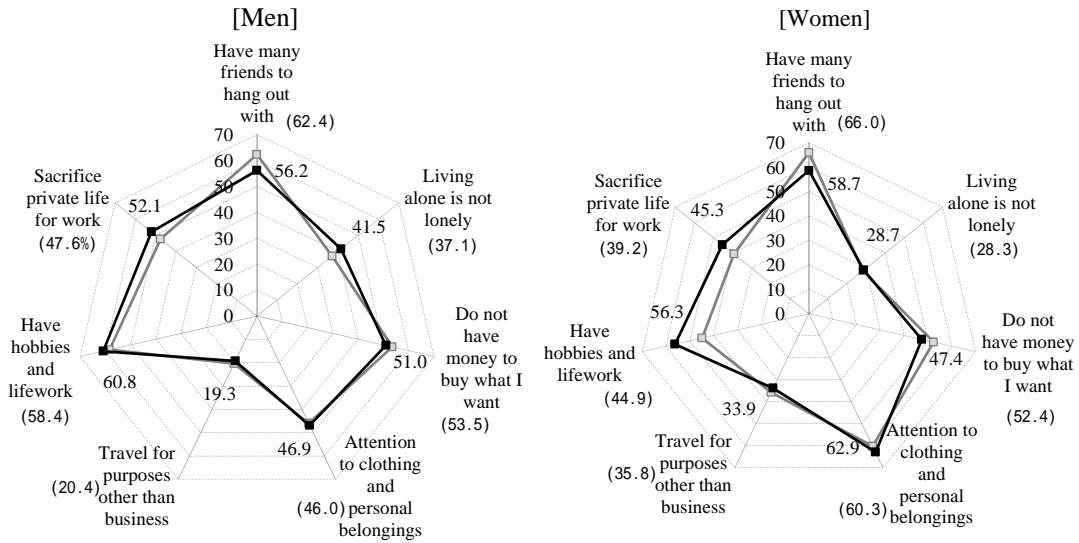 [Men]
Have many
friends to
hang out
with
(62.4)
70
60
50
40
30
20
10
0
56.2
Living
alone is not
lonely
(37.1)
41.5
Do not
have
money to
buy what I
want
(53.5)
51.0
Attention
to clothing
and
personal
belongings
(46.0)
46.9
Travel for
purposes
other than
business
(20.4)
19.3
Have
hobbies
and
lifework
(58.4)
60.8
Sacrifice
private life
for work
(47.6%)
52.1
[Women]
Have many
friends to
hang out
with
(66.0)
70
60
50
40
30
20
10
0
58.7
Living
alone is not
lonely
(28.3)
28.7
Do not
have money
to buy what
I want
(52.4)
47.4
Attention to
clothing
and
personal
belongings
(60.3)
62.9
Travel for
purposes
other than
business
(35.8)
33.9
Have
hobbies and
lifework
(44.9)
56.3
Sacrifice
private life
for work
(39.2)
45.3